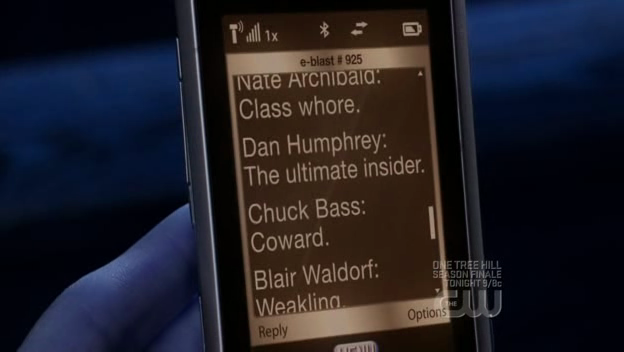 1x
e-blast # 925
Nate Archibald:
Class whore.
Dan Humphrey:
The ultimate insider.
Chuck Bass:
Coward.
Blair Waldorf:
Weakling.
Reply
Options
ONE TREE HILL
SEASON FINALE
TONIGHT 9/8c
THE CW